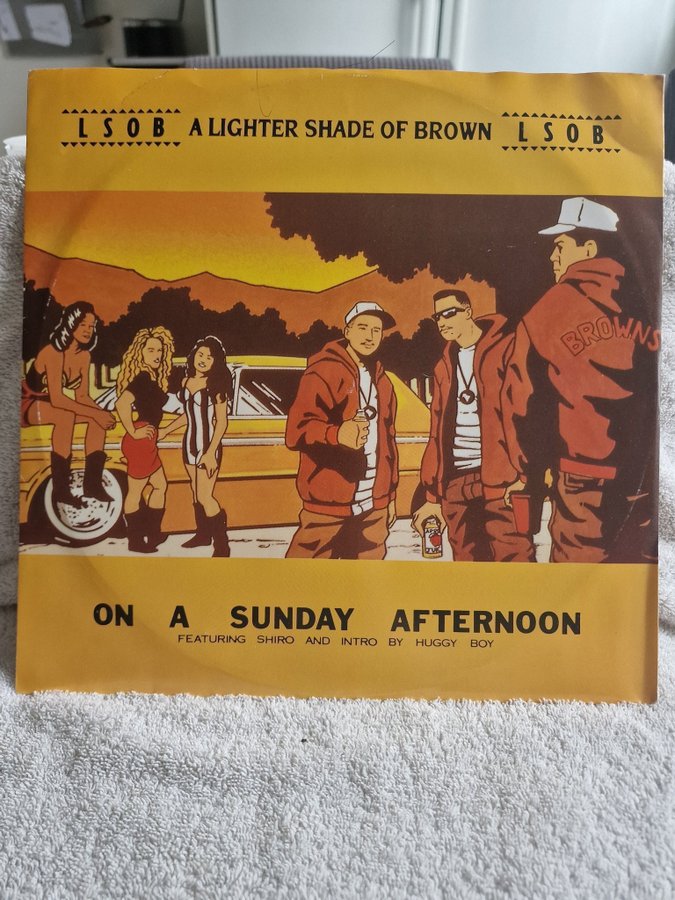 LSOB A LIGHTER SHADE OF BROWN LSOB
BROWNS
ON A SUNDAY AFTERNOON
FEATURING SHIRO AND INTRO BY HUGGY BOY